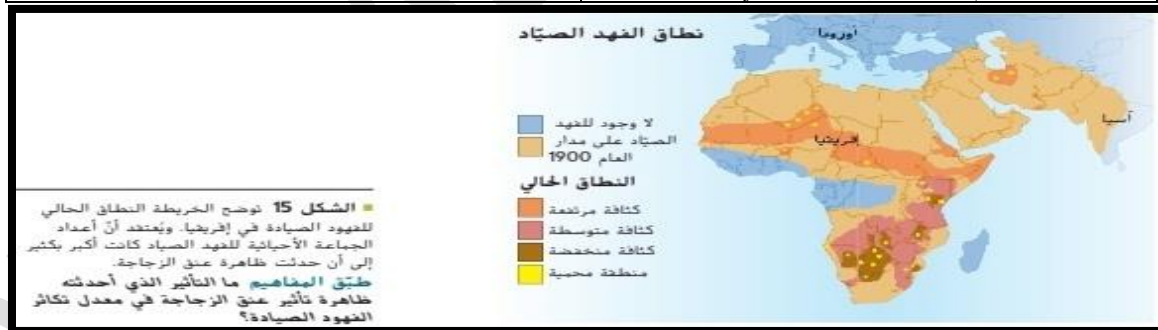 نطاق الفهد الصيّاد
أوروبا
آسيا
إفريقيا
لا وجود للفهد
الصيّاد على مدار
العام 1900
النطاق الحالي
كثافة مرتفعة
كثافة متوسطة
كثافة منخفضة
منطقة محمية
■ الشكل 15 توضح الخريطة النطاق الحالي
للفهود الصيادة في إفريقيا. ويُعتقد أنّ أعداد
الجماعة الأحيائية للفهد الصياد كانت أكبر بكثير
إلى أن حدثت ظاهرة عنق الزجاجة.
طبّق المفاهيم ما التأثير الذي أحدثته
ظاهرة تأثير عنق الزجاجة في معدل تكاثر
الفهود الصيادة؟